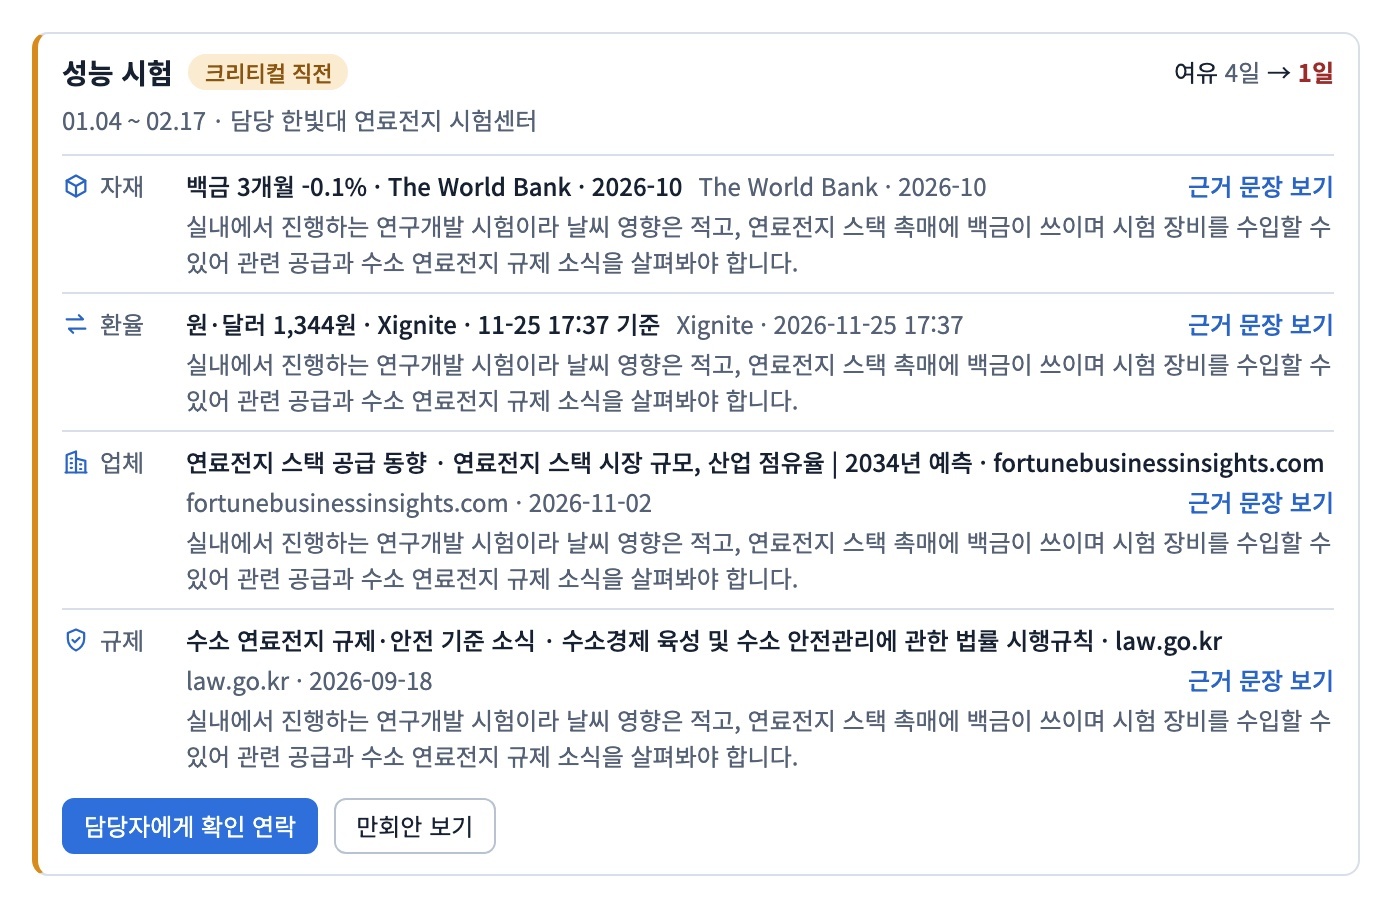 성능 시험 크리티컬 직전 여유 4일 → 1일
01.04 ~ 02.17 · 담당 한빛대 연료전지 시험센터
자재 백금 3개월 -0.1% · The World Bank · 2026-10 The World Bank · 2026-10 근거 문장 보기
실내에서 진행하는 연구개발 시험이라 날씨 영향은 적고, 연료전지 스택 촉매에 백금이 쓰이며 시험 장비를 수입할 수
있어 관련 공급과 수소 연료전지 규제 소식을 살펴봐야 합니다.
환율 원·달러 1,344원 · Xignite · 11-25 17:37 기준 Xignite · 2026-11-25 17:37 근거 문장 보기
실내에서 진행하는 연구개발 시험이라 날씨 영향은 적고, 연료전지 스택 촉매에 백금이 쓰이며 시험 장비를 수입할 수
있어 관련 공급과 수소 연료전지 규제 소식을 살펴봐야 합니다.
업체 연료전지 스택 공급 동향 · 연료전지 스택 시장 규모, 산업 점유율 | 2034년 예측 · fortunebusinessinsights.com
fortunebusinessinsights.com · 2026-11-02 근거 문장 보기
실내에서 진행하는 연구개발 시험이라 날씨 영향은 적고, 연료전지 스택 촉매에 백금이 쓰이며 시험 장비를 수입할 수
있어 관련 공급과 수소 연료전지 규제 소식을 살펴봐야 합니다.
규제 수소 연료전지 규제·안전 기준 소식 · 수소경제 육성 및 수소 안전관리에 관한 법률 시행규칙 · law.go.kr
law.go.kr · 2026-09-18 근거 문장 보기
실내에서 진행하는 연구개발 시험이라 날씨 영향은 적고, 연료전지 스택 촉매에 백금이 쓰이며 시험 장비를 수입할 수
있어 관련 공급과 수소 연료전지 규제 소식을 살펴봐야 합니다.
담당자에게 확인 연락 만회안 보기